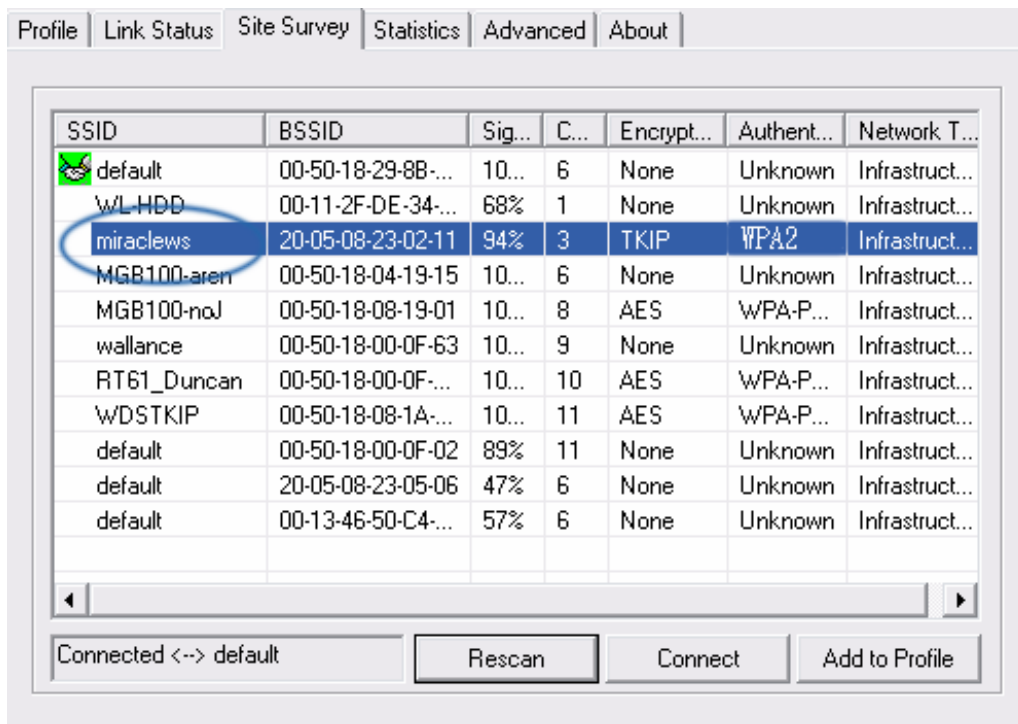 Profile Link Status Site Survey Statistics Advanced About
SSID BSSID Sig... C... Encrypt... Authent... Network T...
default 00-50-18-29-8B-... 10... 6 None Unknown Infrastruct...
WL-HDD 00-11-2F-DE-34-... 68% 1 None Unknown Infrastruct...
miraclews 20-05-08-23-02-11 94% 3 TKIP WPA2 Infrastruct...
MGB100-aren 00-50-18-04-19-15 10... 6 None Unknown Infrastruct...
MGB100-noJ 00-50-18-08-19-01 10... 8 AES WPA-P... Infrastruct...
wallance 00-50-18-00-0F-63 10... 9 None Unknown Infrastruct...
RT61_Duncan 00-50-18-00-0F-... 10... 10 AES WPA-P... Infrastruct...
WDSTKIP 00-50-18-08-1A-... 10... 11 AES WPA-P... Infrastruct...
default 00-50-18-00-0F-02 89% 11 None Unknown Infrastruct...
default 20-05-08-23-05-06 47% 6 None Unknown Infrastruct...
default 00-13-46-50-C4-... 57% 6 None Unknown Infrastruct...
Connected <--> default Rescan Connect Add to Profile